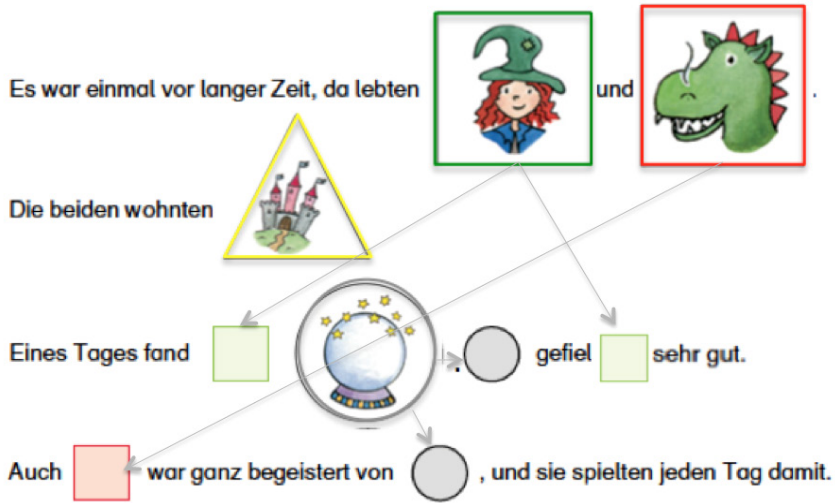 Es war einmal vor langer Zeit, da lebten und .
Die beiden wohnten
Eines Tages fand . gefiel sehr gut.
Auch war ganz begeistert von , und sie spielten jeden Tag damit.